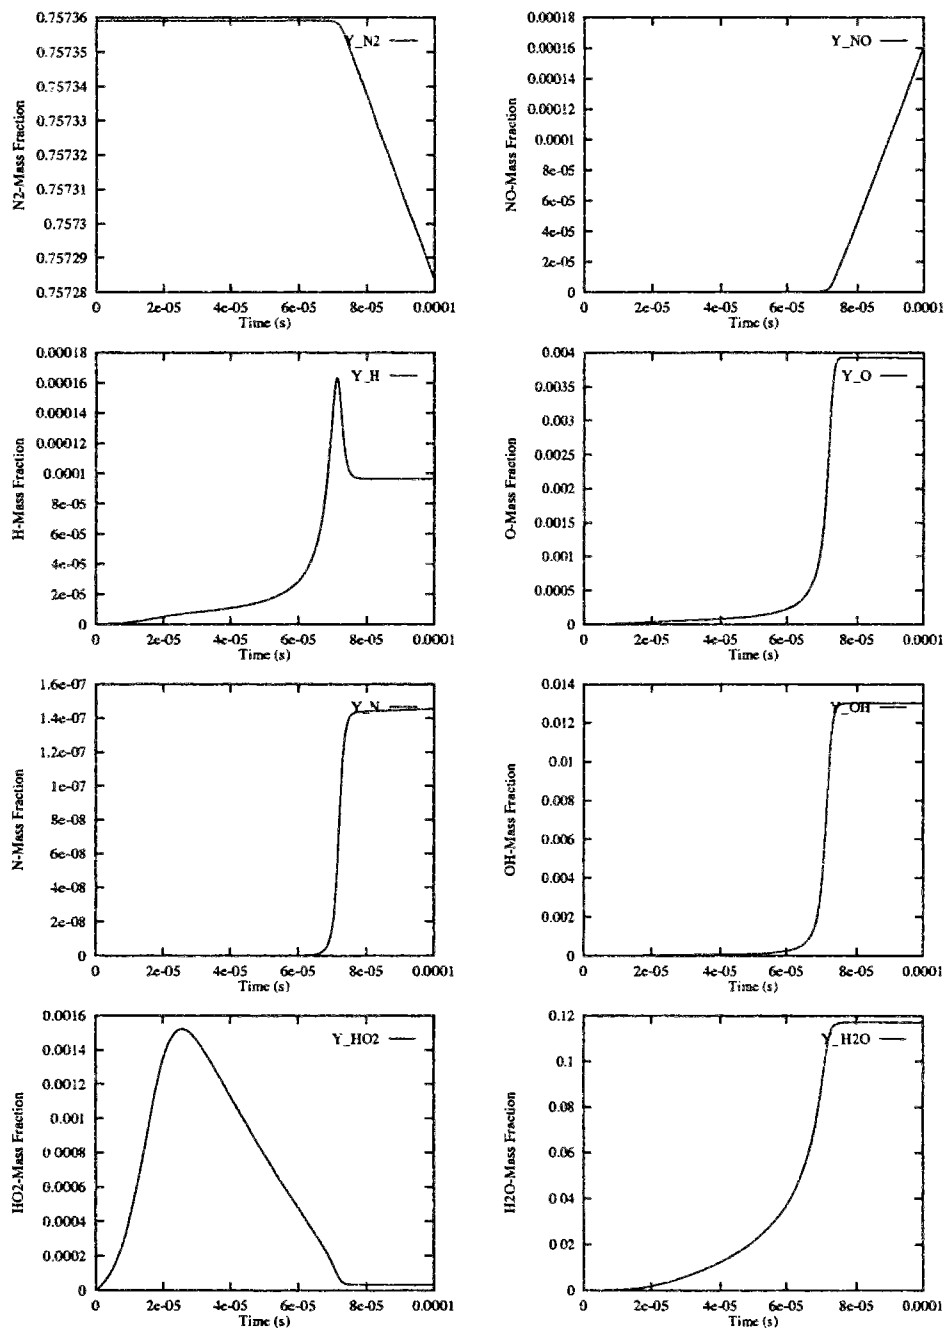 0.75736
0.757735
0.75734
0.75733
0.75732
0.75731
0.7573
0.75729
0.75728
N2-Mass Fraction
Y_N2
0 2e-05 4e-05 6e-05 8e-05 0.0001
Time (s)
0.00018
0.00016
0.00014
0.00012
0.0001
8e-05
6e-05
4e-05
2e-05
0
NO-Mass Fraction
Y_NO
0 2e-05 4e-05 6e-05 8e-05 0.0001
Time (s)
0.00018
0.00016
0.00014
0.00012
0.0001
8e-05
6e-05
4e-05
2e-05
0
H-Mass Fraction
Y_H
0 2e-05 4e-05 6e-05 8e-05 0.0001
Time (s)
0.004
0.0035
0.003
0.0025
0.002
0.0015
0.001
0.0005
0
O-Mass Fraction
Y_O
0 2e-05 4e-05 6e-05 8e-05 0.0001
Time (s)
1.6e-07
1.4e-07
1.2e-07
1e-07
8e-08
6e-08
4e-08
2e-08
0
N-Mass Fraction
Y_N
0 2e-05 4e-05 6e-05 8e-05 0.0001
Time (s)
0.014
0.012
0.01
0.008
0.006
0.004
0.002
0
OH-Mass Fraction
Y_OH
0 2e-05 4e-05 6e-05 8e-05 0.0001
Time (s)
0.0016
0.0014
0.0012
0.001
0.0008
0.0006
0.0004
0.0002
0
HO2-Mass Fraction
Y_HO2
0 2e-05 4e-05 6e-05 8e-05 0.0001
Time (s)
0.12
0.1
0.08
0.06
0.04
0.02
0
H2O-Mass Fraction
Y_H2O
0 2e-05 4e-05 6e-05 8e-05 0.0001
Time (s)